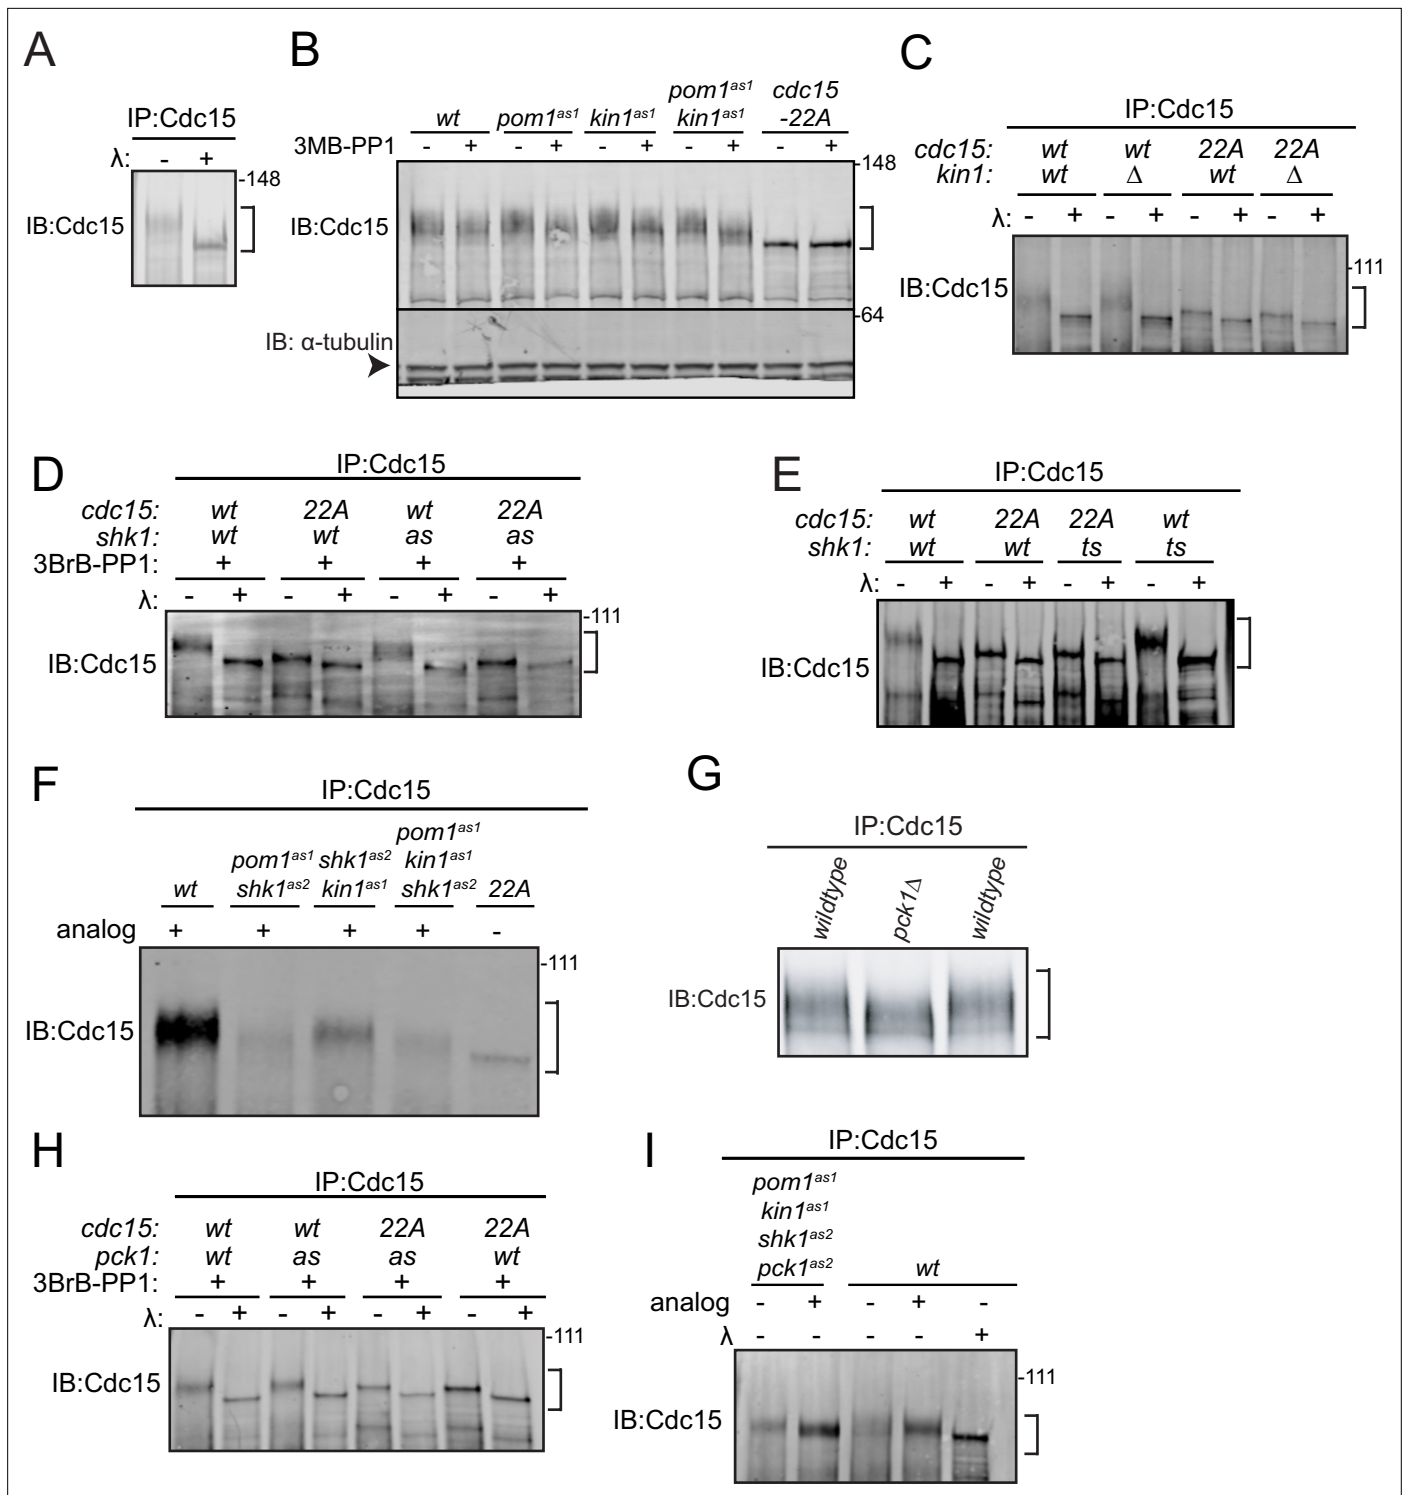 A
IP:Cdc15
λ: - +
-148
IB:Cdc15
B
pom1as1 cdc15
wt pom1as1 kin1as1 kin1as1 -22A
3MB-PP1 - + - + - + - + - +
-148
IB:Cdc15
-64
IB: α-tubulin
C
IP:Cdc15
cdc15: wt wt 22A 22A
kin1: wt Δ wt Δ
λ: - + - + - + - +
-111
IB:Cdc15
D
IP:Cdc15
cdc15: wt 22A wt 22A
shk1: wt wt as as
3BrB-PP1: + + + +
λ: - + - + - + - +
-111
IB:Cdc15
E
IP:Cdc15
cdc15: wt 22A 22A wt
shk1: wt wt ts ts
λ: - + - + - + - +
IB:Cdc15
F
IP:Cdc15
pom1as1
pom1as1 shk1as2 kin1as1
wt shk1as2 kin1as1 shk1as2 22A
analog + + + + -
-111
IB:Cdc15
G
IP:Cdc15
wildtype pck1Δ wildtype
IB:Cdc15
H
IP:Cdc15
cdc15: wt wt 22A 22A
pck1: wt as as wt
3BrB-PP1: + + + +
λ: - + - + - + - +
-111
IB:Cdc15
I
IP:Cdc15
pom1as1
kin1as1
shk1as2
pck1as2 wt
analog - + - + -
λ - - - - +
-111
IB:Cdc15